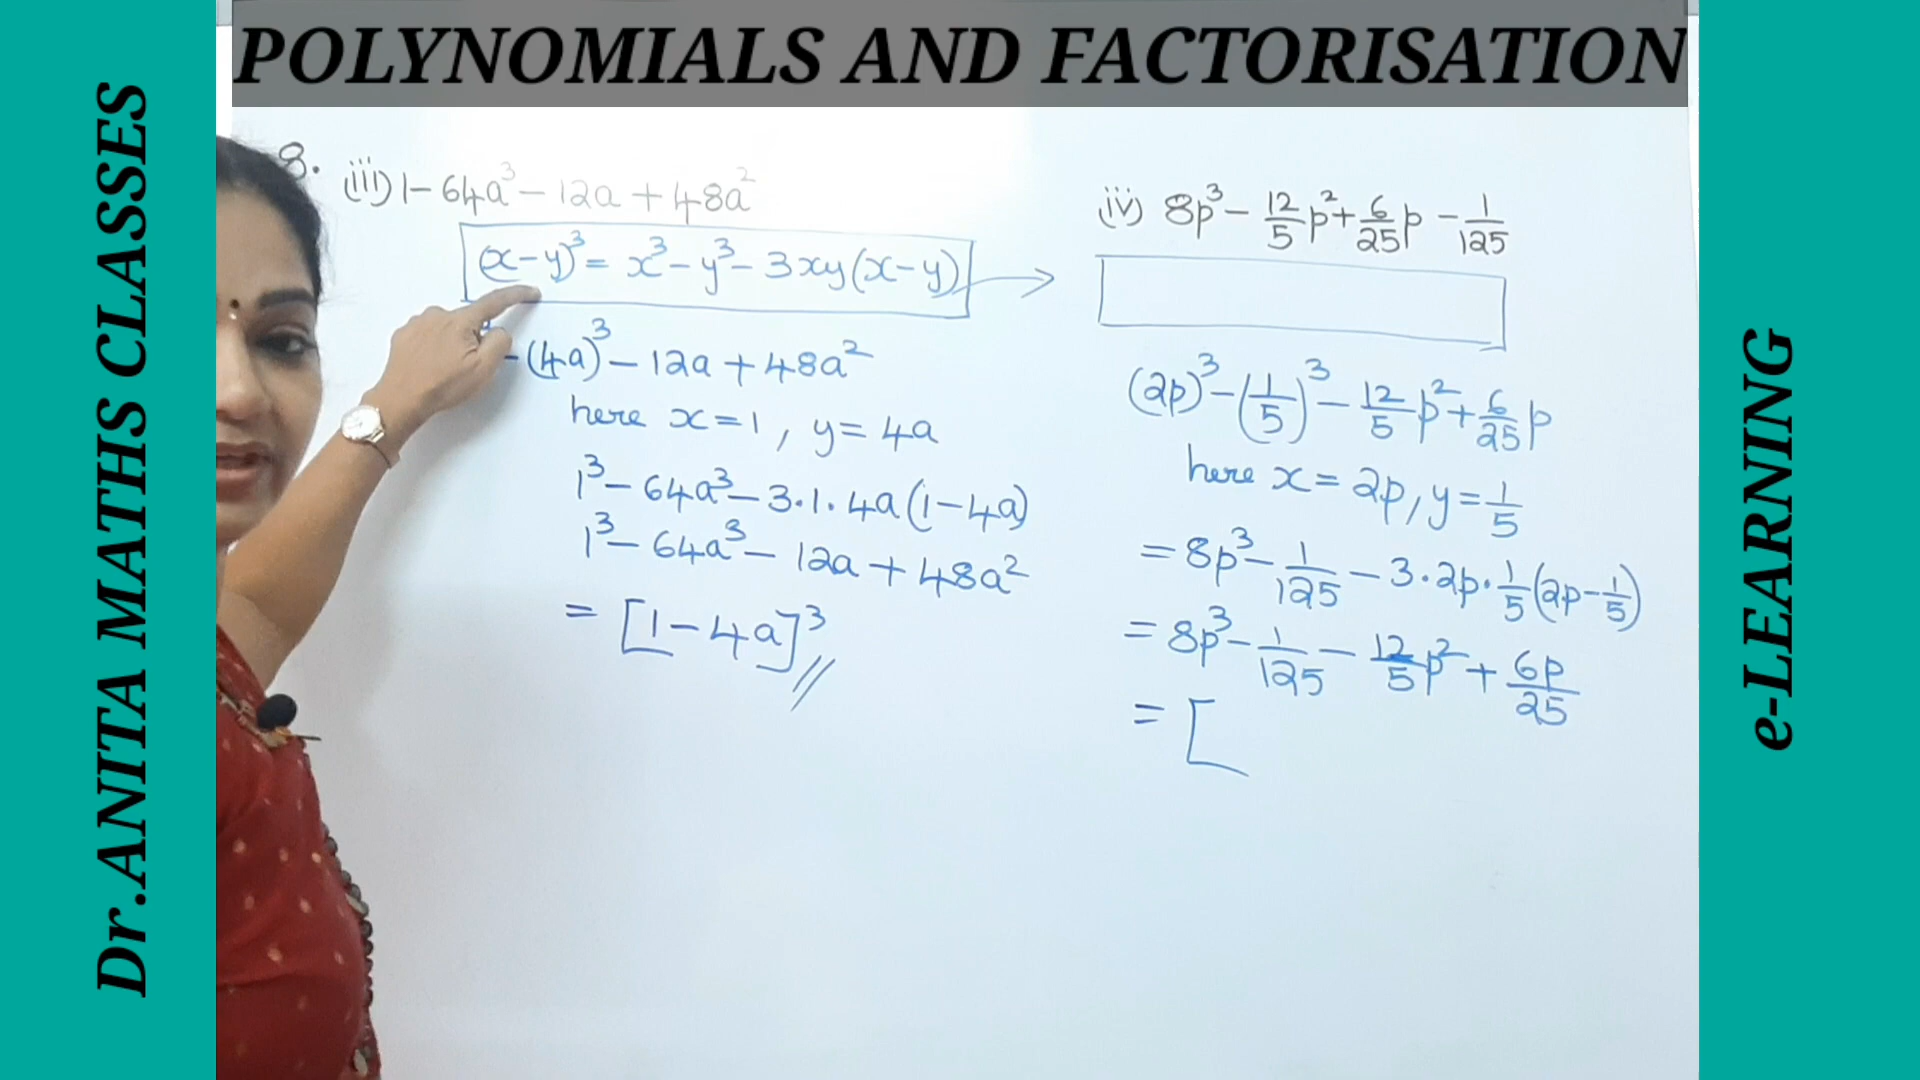 POLYNOMIALS AND FACTORISATION
Dr.ANITA MATHS CLASSES
8. (iii) 1 - 64a³ - 12a + 48a²
(x-y)³ = x³ - y³ - 3xy(x-y)
- (4a)³ - 12a + 48a²
here x = 1, y = 4a
1³ - 64a³ - 3·1·4a(1-4a)
1³ - 64a³ - 12a + 48a²
= [1 - 4a]³
(iv) 8p³ - 12/5 p² + 6/25 p - 1/125
(2p)³ - (1/5)³ - 12/5 p² + 6/25 p
here x = 2p, y = 1/5
= 8p³ - 1/125 - 3·2p·1/5(2p - 1/5)
= 8p³ - 1/125 - 12/5 p² + 6p/25
= [
e-LEARNING